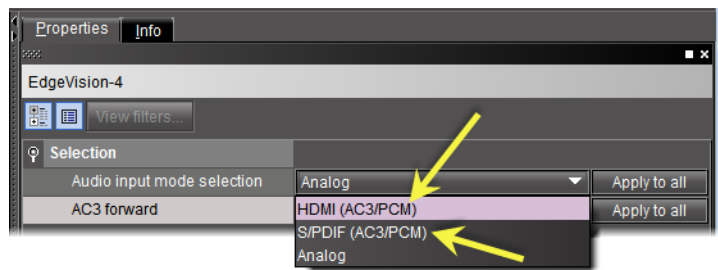 Properties Info
EdgeVision-4
View filters...
Selection
Audio input mode selection Analog Apply to all
AC3 forward HDMI (AC3/PCM) Apply to all
S/PDIF (AC3/PCM)
Analog